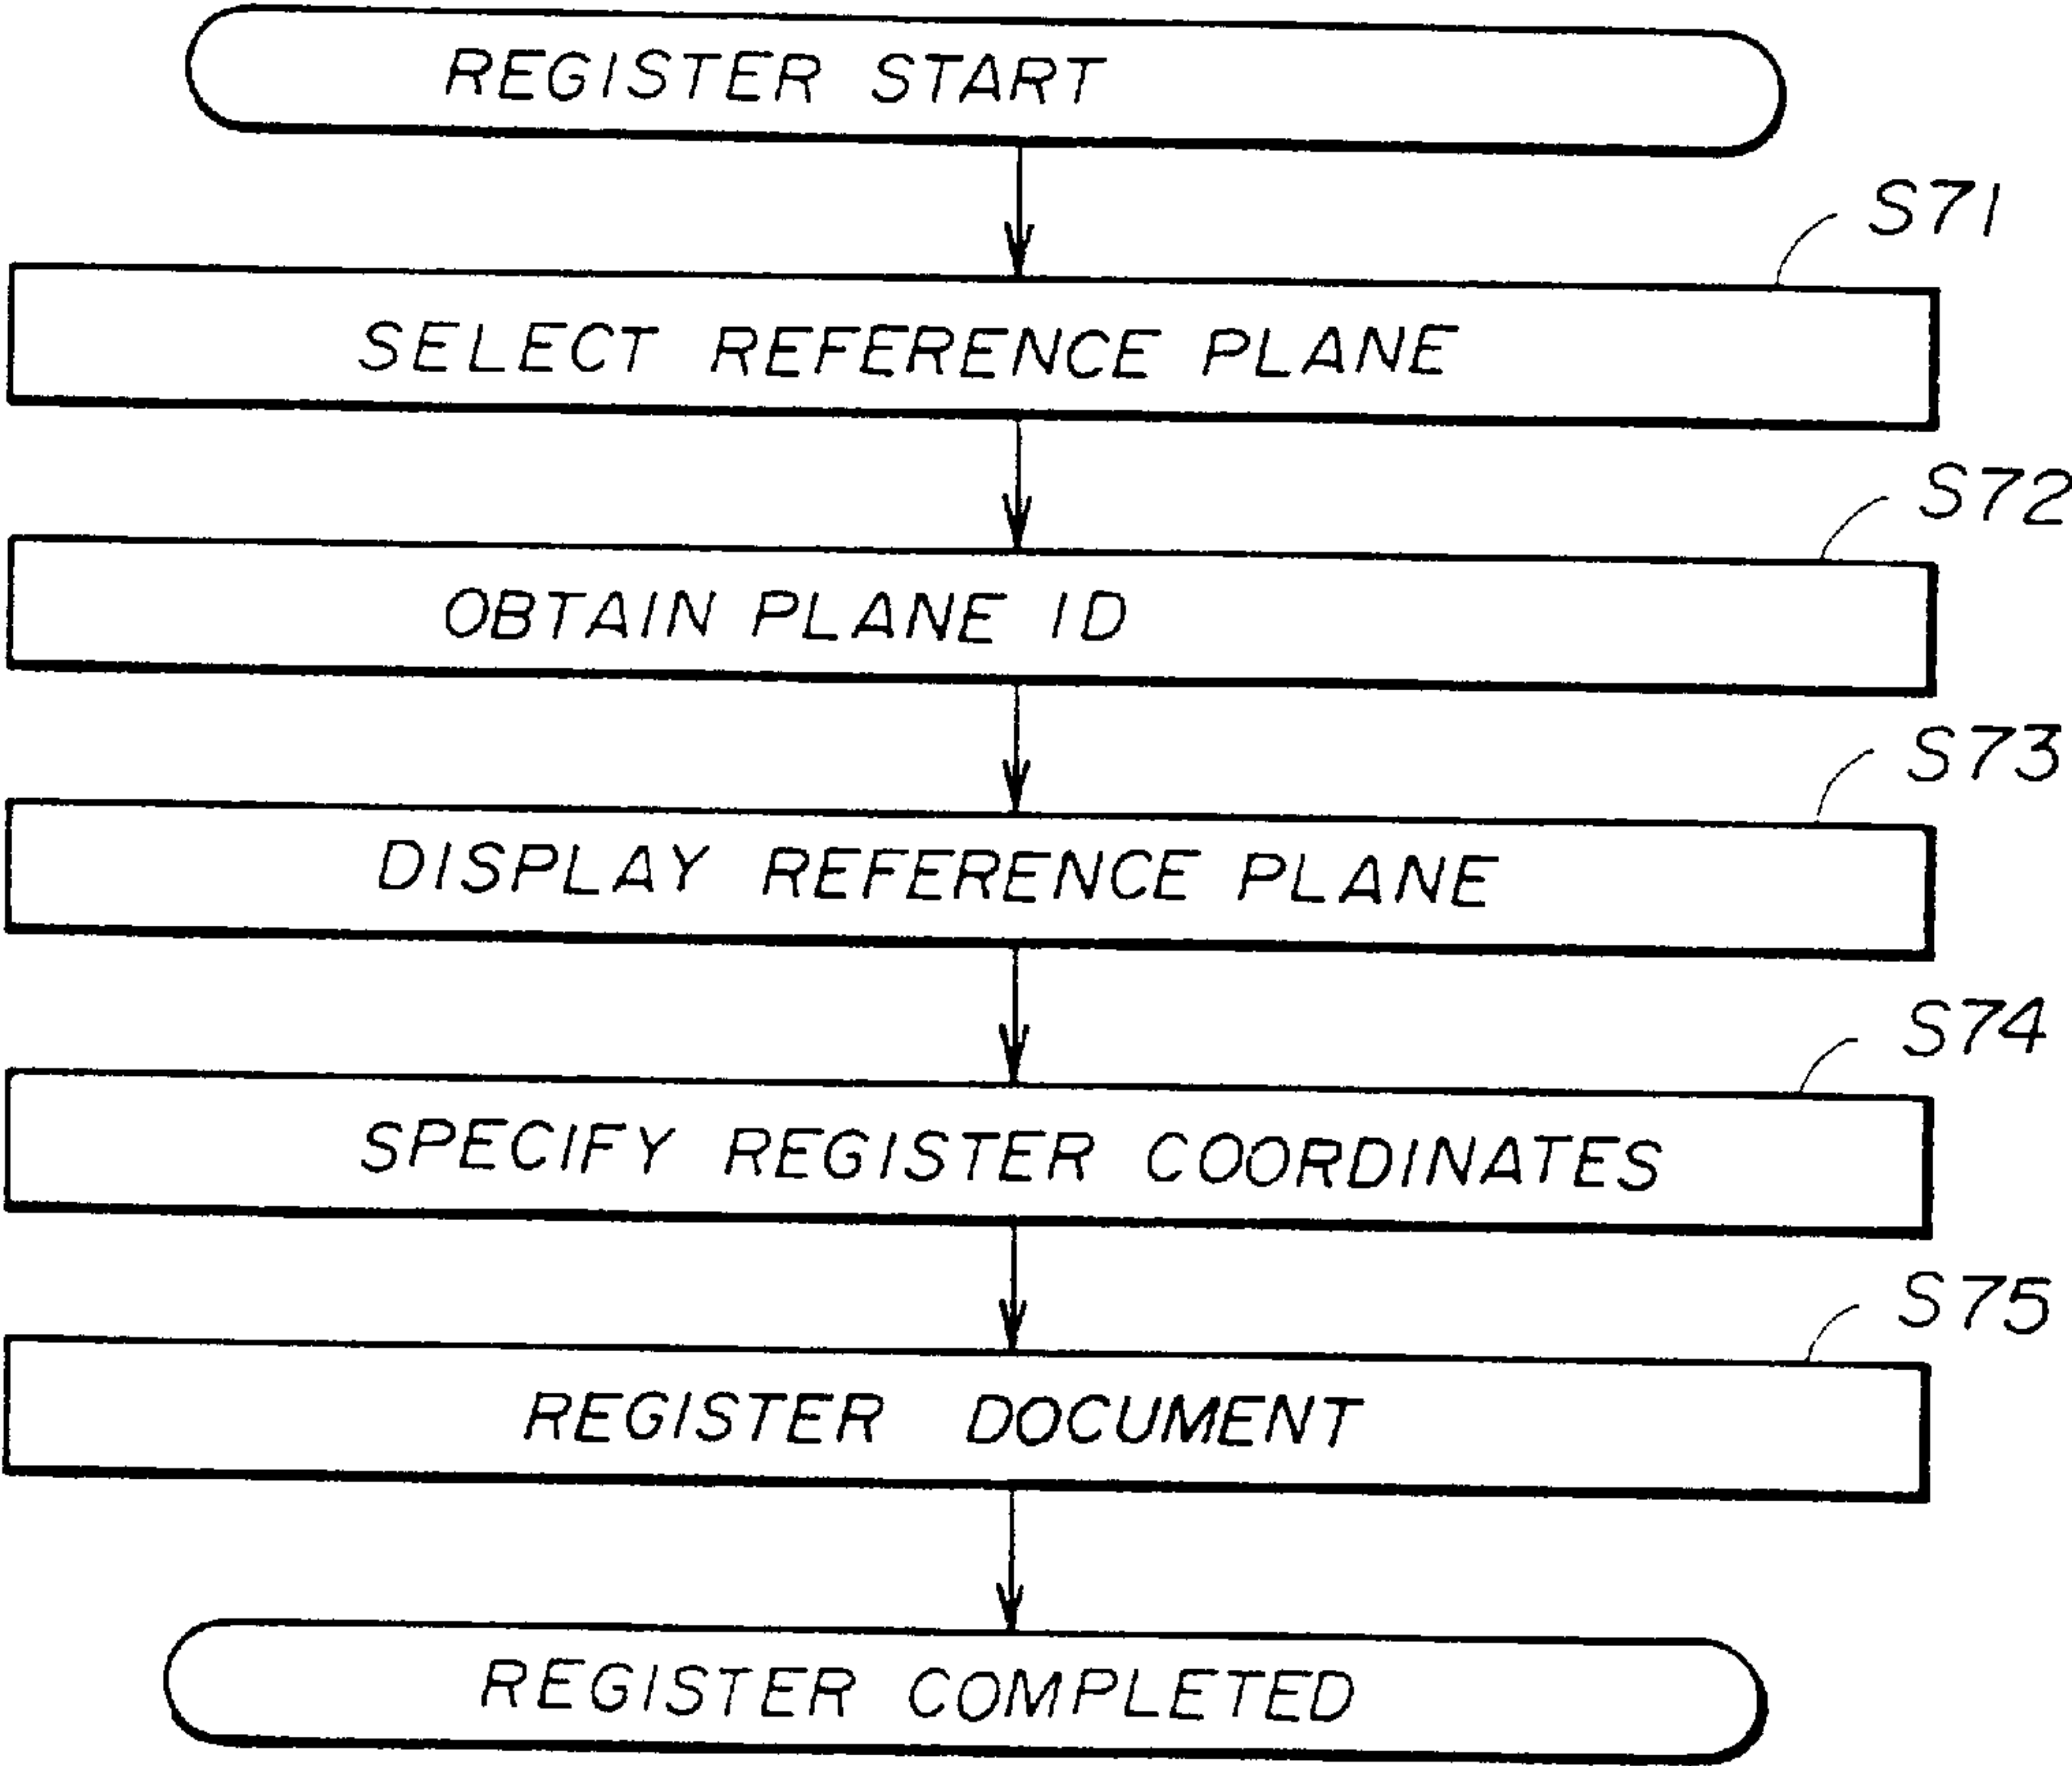 REGISTER START
S71
SELECT REFERENCE PLANE
S72
OBTAIN PLANE ID
S73
DISPLAY REFERENCE PLANE
S74
SPECIFY REGISTER COORDINATES
S75
REGISTER DOCUMENT
REGISTER COMPLETED